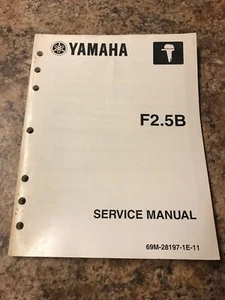 YAMAHA
F2.5B
SERVICE MANUAL
69M-28197-1E-11